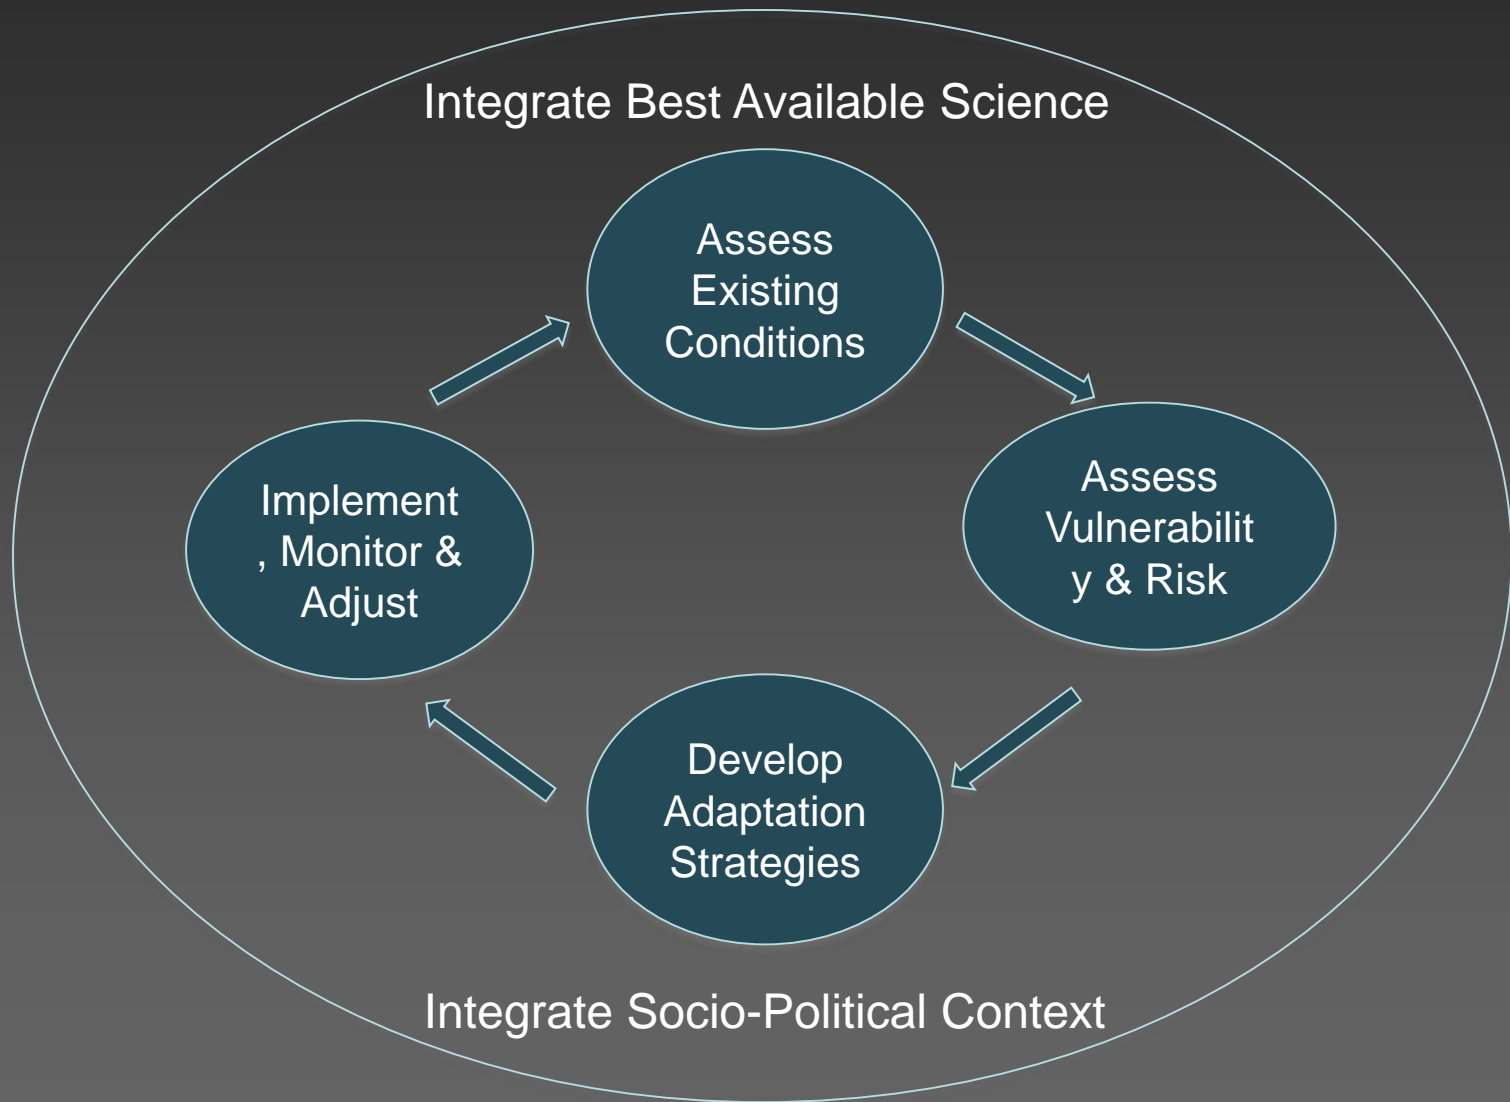 Integrate Best Available Science
Assess
Existing
Conditions
Assess
Vulnerabilit
y & Risk
Implement
, Monitor &
Adjust
Develop
Adaptation
Strategies
Integrate Socio-Political Context